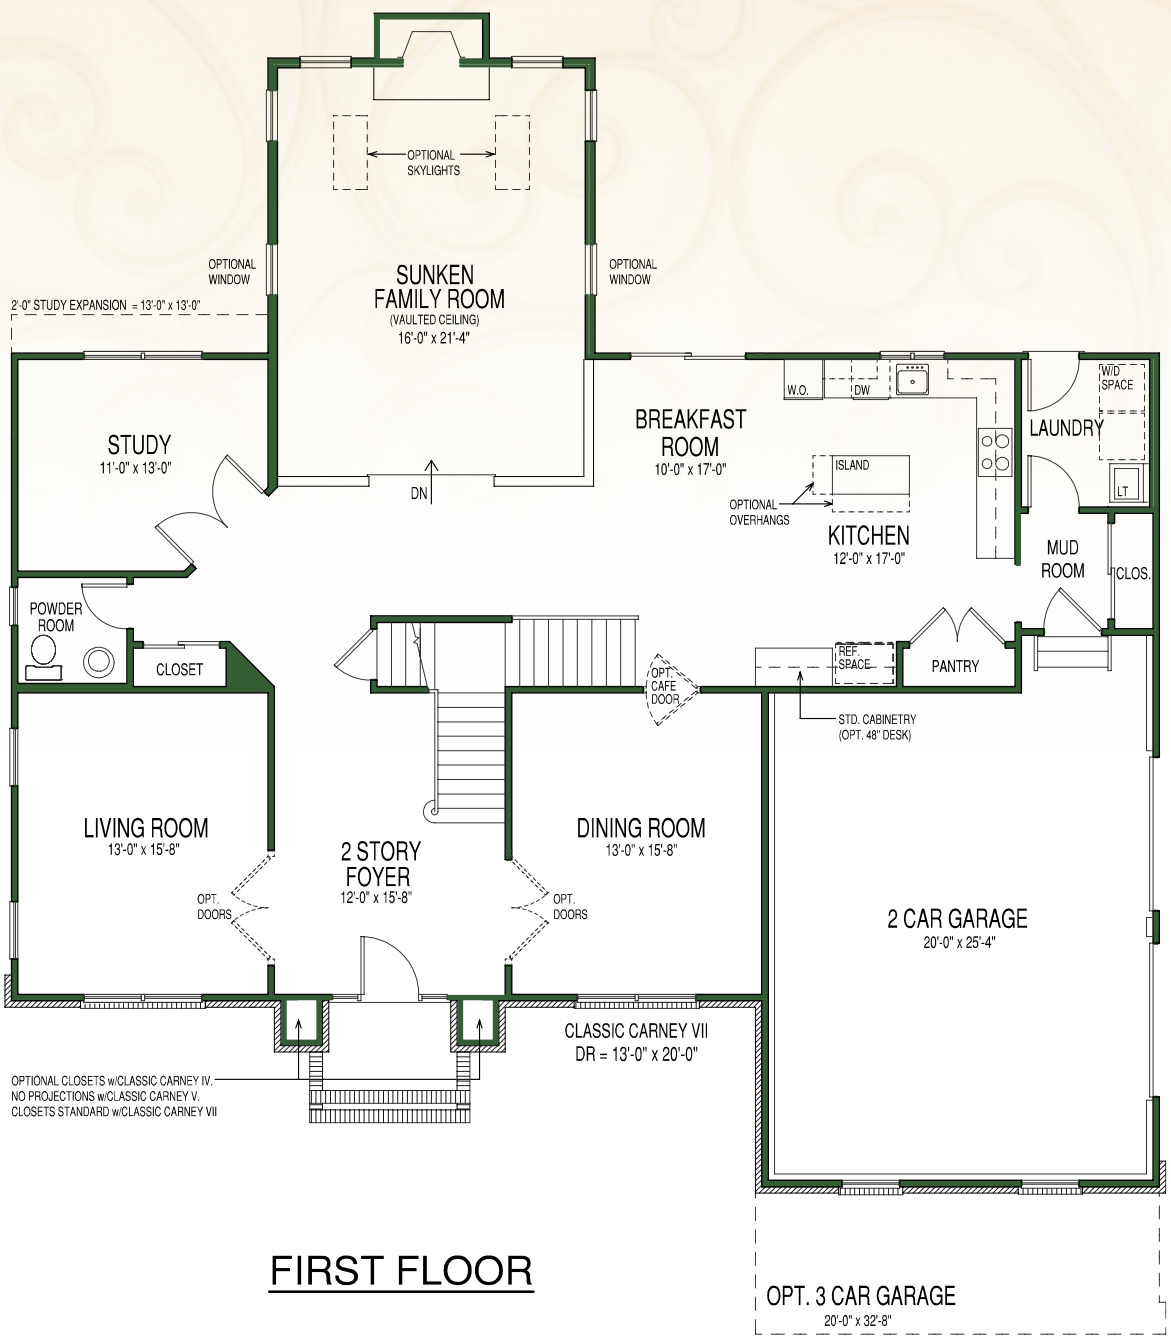 OPTIONAL
SKYLIGHTS
OPTIONAL
WINDOW
SUNKEN
FAMILY ROOM
(VAULTED CEILING)
16'-0" x 21'-4"
OPTIONAL
WINDOW
2'-0" STUDY EXPANSION = 13'-0" x 13'-0"
STUDY
11'-0" x 13'-0"
DN
BREAKFAST
ROOM
10'-0" x 17'-0"
W.O.
DW
ISLAND
OPTIONAL
OVERHANGS
KITCHEN
12'-0" x 17'-0"
W/D
SPACE
LAUNDRY
LT
MUD
ROOM
CLOS.
POWDER
ROOM
CLOSET
OPT.
CAFE
DOOR
REF.
SPACE
PANTRY
STD. CABINETRY
(OPT. 48" DESK)
LIVING ROOM
13'-0" x 15'-8"
OPT.
DOORS
2 STORY
FOYER
12'-0" x 15'-8"
DINING ROOM
13'-0" x 15'-8"
OPT.
DOORS
2 CAR GARAGE
20'-0" x 25'-4"
CLASSIC CARNEY VII
DR = 13'-0" x 20'-0"
OPTIONAL CLOSETS w/CLASSIC CARNEY IV.
NO PROJECTIONS w/CLASSIC CARNEY V.
CLOSETS STANDARD w/CLASSIC CARNEY VII
FIRST FLOOR
OPT. 3 CAR GARAGE
20'-0" x 32'-8"